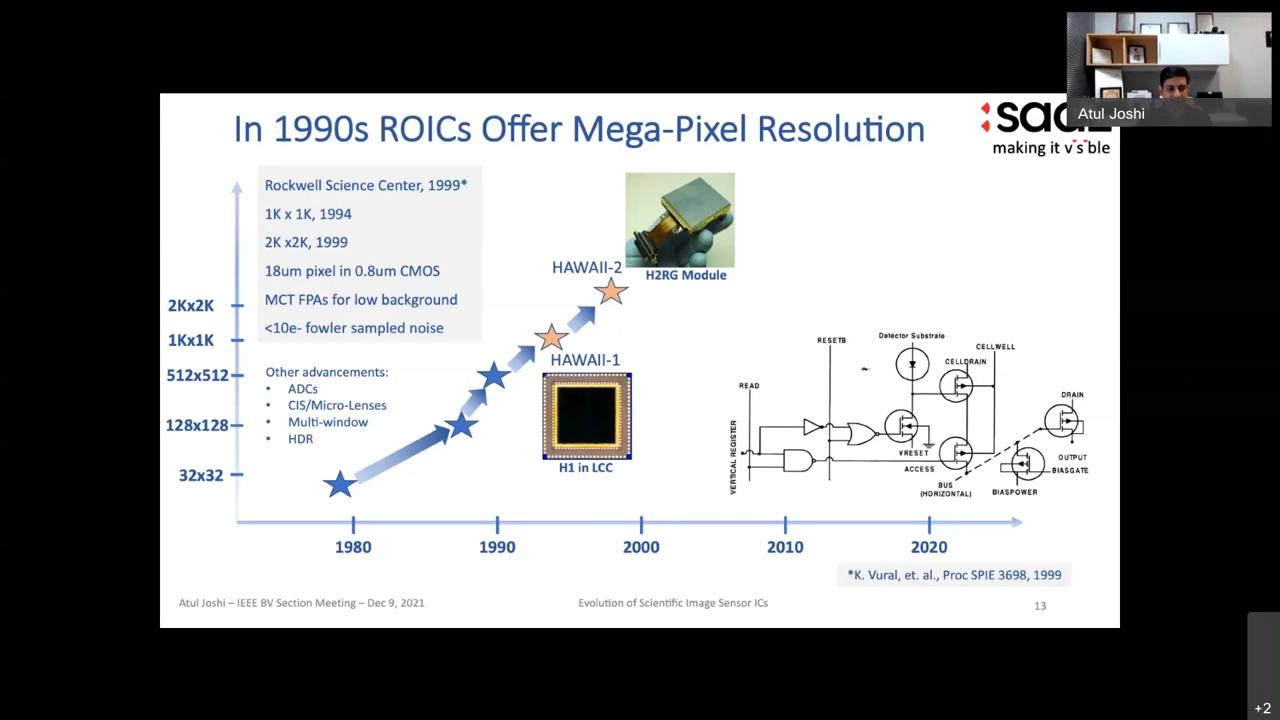 In 1990s ROICs Offer Mega-Pixel Resolution
making it v s ble
Atul Joshi
Rockwell Science Center, 1999*
1K x 1K, 1994
2K x2K, 1999
18um pixel in 0.8um CMOS
MCT FPAs for low background
<10e- fowler sampled noise
Other advancements:
• ADCs
• CIS/Micro-Lenses
• Multi-window
• HDR
2Kx2K
1Kx1K
512x512
128x128
32x32
HAWAII-2
H2RG Module
HAWAII-1
H1 in LCC
READ
RESETB
Detector Substrate
CELLWELL
CELLDRAIN
DRAIN
VERTICAL REGISTER
VRESET
ACCESS
BUS
(HORIZONTAL)
OUTPUT
BIASGATE
BIASPOWER
1980
1990
2000
2010
2020
*K. Vural, et. al., Proc SPIE 3698, 1999
Atul Joshi – IEEE BV Section Meeting – Dec 9, 2021
Evolution of Scientific Image Sensor ICs
13
+2